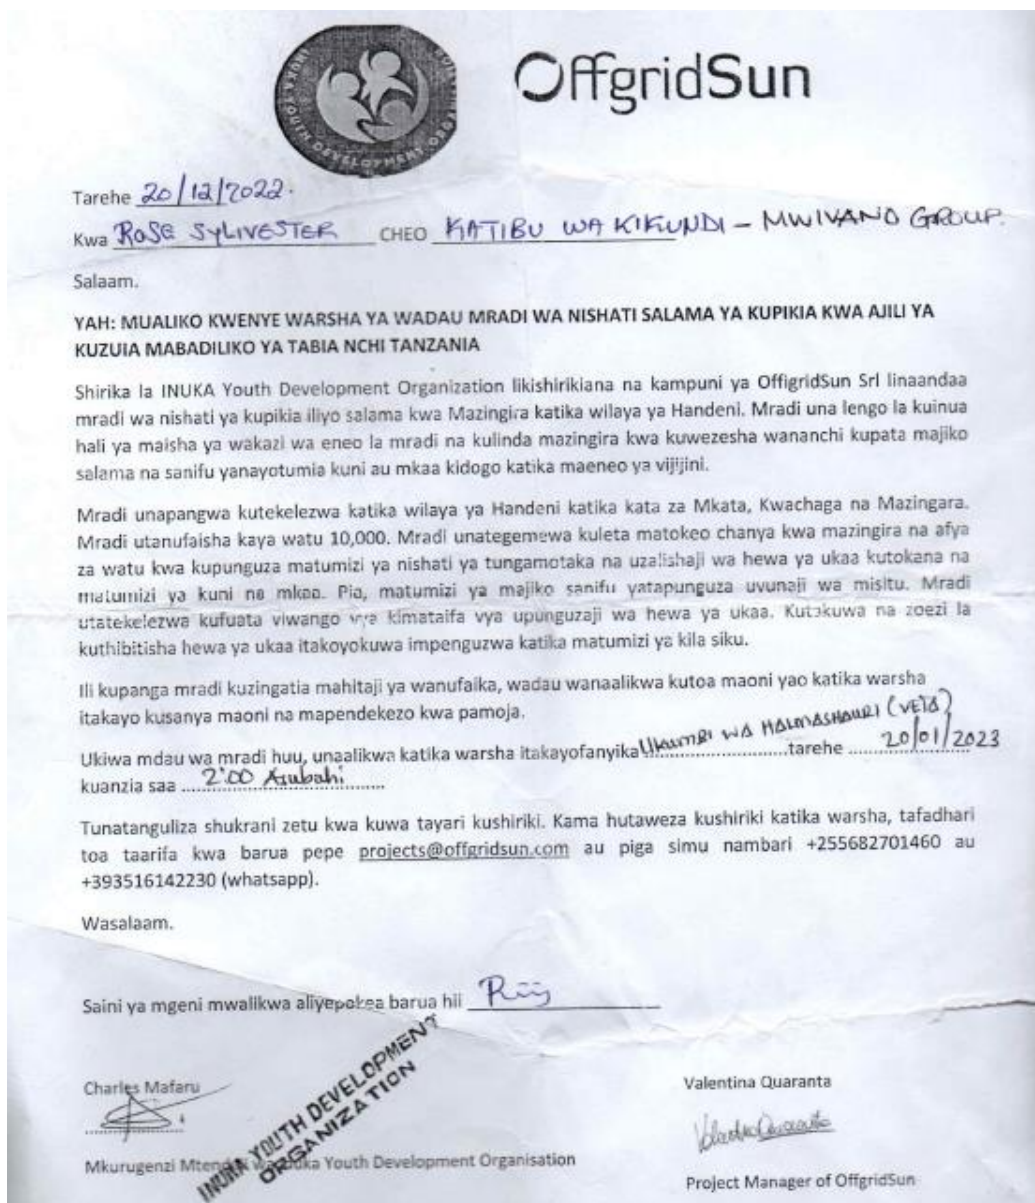 INUKA YOUTH DEVELOPMENT
OffgridSun
Tarehe 20/12/2022.
Kwa ROSE SYLIVESTER CHEO KATIBU WA KIKUNDI – MWIVANO GROUP.
Salaam.
YAH: MUALIKO KWENYE WARSHA YA WADAU MRADI WA NISHATI SALAMA YA KUPIKIA KWA AJILI YA
KUZUIA MABADILIKO YA TABIA NCHI TANZANIA
Shirika la INUKA Youth Development Organization likishirikiana na kampuni ya OffigridSun Srl linaandaa
mradi wa nishati ya kupikia iliyo salama kwa Mazingira katika wilaya ya Handeni. Mradi una lengo la kuinua
hali ya maisha ya wakazi wa eneo la mradi na kulinda mazingira kwa kuwezesha wananchi kupata majiko
salama na sanifu yanayotumia kuni au mkaa kidogo katika maeneo ya vijijini.
Mradi unapangwa kutekelezwa katika wilaya ya Handeni katika kata za Mkata, Kwachaga na Mazingara.
Mradi utanufaisha kaya watu 10,000. Mradi unategemewa kuleta matokeo chanya kwa mazingira na afya
za watu kwa kupunguza matumizi ya nishati ya tungamotaka na uzalishaji wa hewa ya ukaa kutokana na
matumizi ya kuni na mkaa. Pia, matumizi ya majiko sanifu yatapunguza uvunaji wa misitu. Mradi
utatekelezwa kufuata viwango vya kimataifa vya upunguzaji wa hewa ya ukaa. Kutakuwa na zoezi la
kuthibitisha hewa ya ukaa itakoyokuwa impenguzwa katika matumizi ya kila siku.
Ili kupanga mradi kuzingatia mahitaji ya wanufaika, wadau wanaalikwa kutoa maoni yao katika warsha
itakayo kusanya maoni na mapendekezo kwa pamoja.
Ukiwa mdau wa mradi huu, unaalikwa katika warsha itakayofanyika UKUMBI WA HALMASHAURI (VETA) tarehe 20/01/2023
kuanzia saa 2:00 Asubahi
Tunatanguliza shukrani zetu kwa kuwa tayari kushiriki. Kama hutaweza kushiriki katika warsha, tafadhari
toa taarifa kwa barua pepe projects@offgridsun.com au piga simu nambari +255682701460 au
+393516142230 (whatsapp).
Wasalaam.
Saini ya mgeni mwalikwa aliyepokea barua hii
Charles Mafaru
Valentina Quaranta
Valentina Quaranta
INUKA YOUTH DEVELOPMENT
ORGANIZATION
Mkurugenzi Mtendaji wa Inuka Youth Development Organisation
Project Manager of OffgridSun